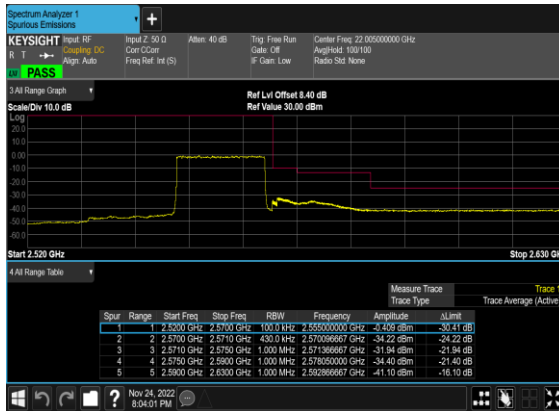 Spectrum Analyzer 1
Spurious Emissions
KEYSIGHT Input: RF Input Z: 50 Ω Atten: 40 dB Trig: Free Run Center Freq: 22.005000000 GHz
R T Coupling: DC Corr CCorr Gate: Off Avg|Hold: 100/100
Align: Auto Freq Ref: Int (S) IF Gain: Low Radio Std: None
PASS
3 All Range Graph
Ref Lvl Offset 8.40 dB
Scale/Div 10.0 dB Ref Value 30.00 dBm
Log
20.0
10.0
0.00
-10.0
-20.0
-30.0
-40.0
-50.0
-60.0
Start 2.520 GHz Stop 2.630 GH
4 All Range Table
Measure Trace Trace 1
Trace Type Trace Average (Active
Spur Range Start Freq Stop Freq RBW Frequency Amplitude ΔLimit
1 1 2.5200 GHz 2.5700 GHz 100.0 kHz 2.555000000 GHz -0.409 dBm -30.41 dB
2 2 2.5700 GHz 2.5710 GHz 430.0 kHz 2.570096667 GHz -34.22 dBm -24.22 dB
3 3 2.5710 GHz 2.5750 GHz 1.000 MHz 2.571366667 GHz -31.94 dBm -21.94 dB
4 4 2.5750 GHz 2.5900 GHz 1.000 MHz 2.578050000 GHz -34.40 dBm -21.40 dB
5 5 2.5900 GHz 2.6300 GHz 1.000 MHz 2.592866667 GHz -41.10 dBm -16.10 dB
Nov 24, 2022
8:04:01 PM